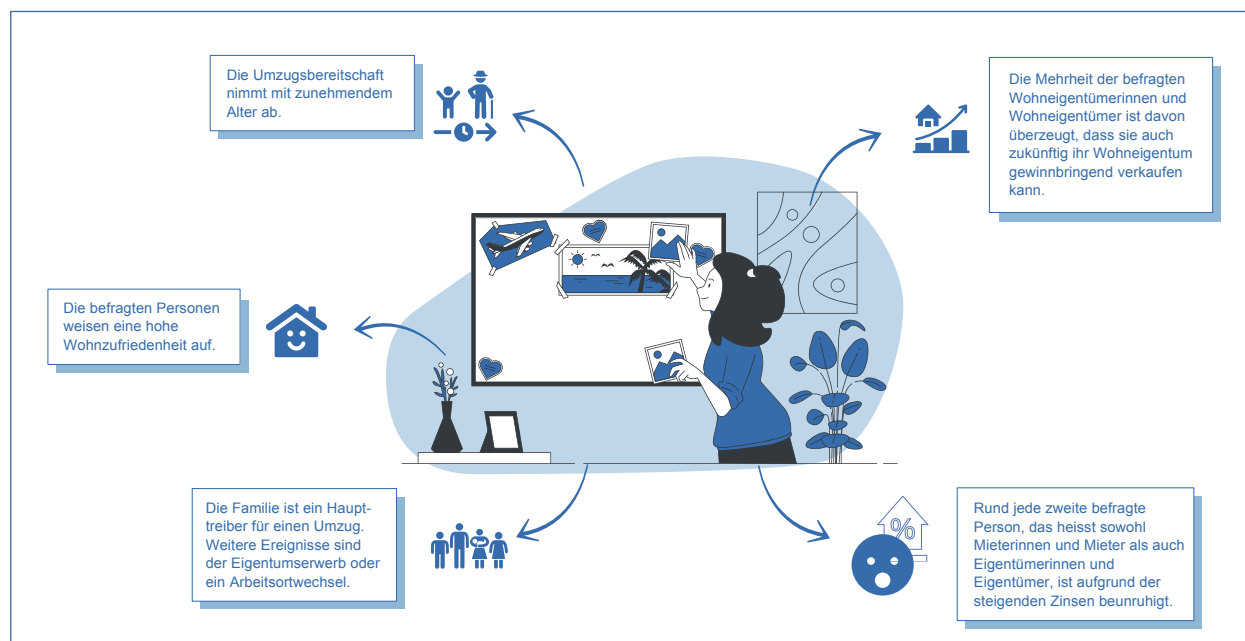 Die Umzugsbereitschaft
nimmt mit zunehmendem
Alter ab.
Die Mehrheit der befragten
Wohneigentümerinnen und
Wohneigentümer ist davon
überzeugt, dass sie auch
zukünftig ihr Wohneigentum
gewinnbringend verkaufen
kann.
Die befragten Personen
weisen eine hohe
Wohnzufriedenheit auf.
Die Familie ist ein Haupt-
treiber für einen Umzug.
Weitere Ereignisse sind
der Eigentumserwerb oder
ein Arbeitsortwechsel.
%
Rund jede zweite befragte
Person, das heisst sowohl
Mieterinnen und Mieter als auch
Eigentümerinnen und
Eigentümer, ist aufgrund der
steigenden Zinsen beunruhigt.